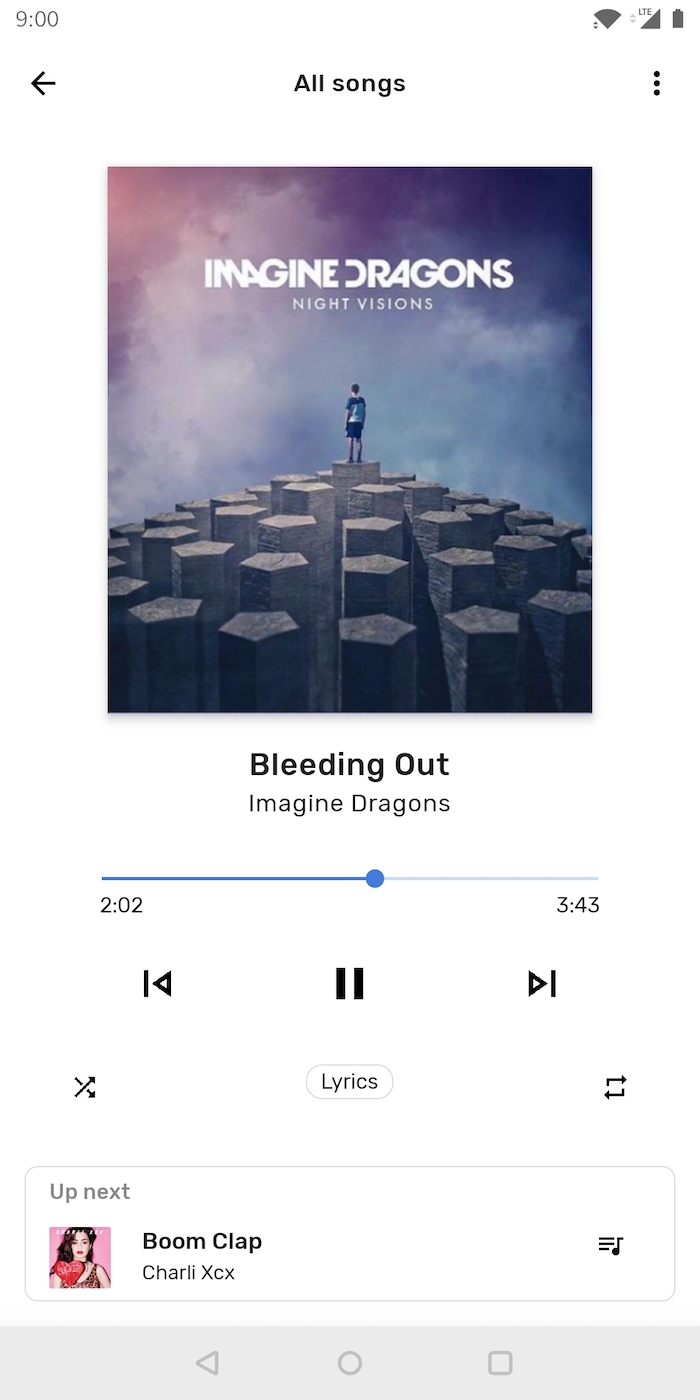 9:00
LTE
All songs
IMAGINE DRAGONS
NIGHT VISIONS
Bleeding Out
Imagine Dragons
2:02
3:43
Lyrics
Up next
Boom Clap
Charli Xcx